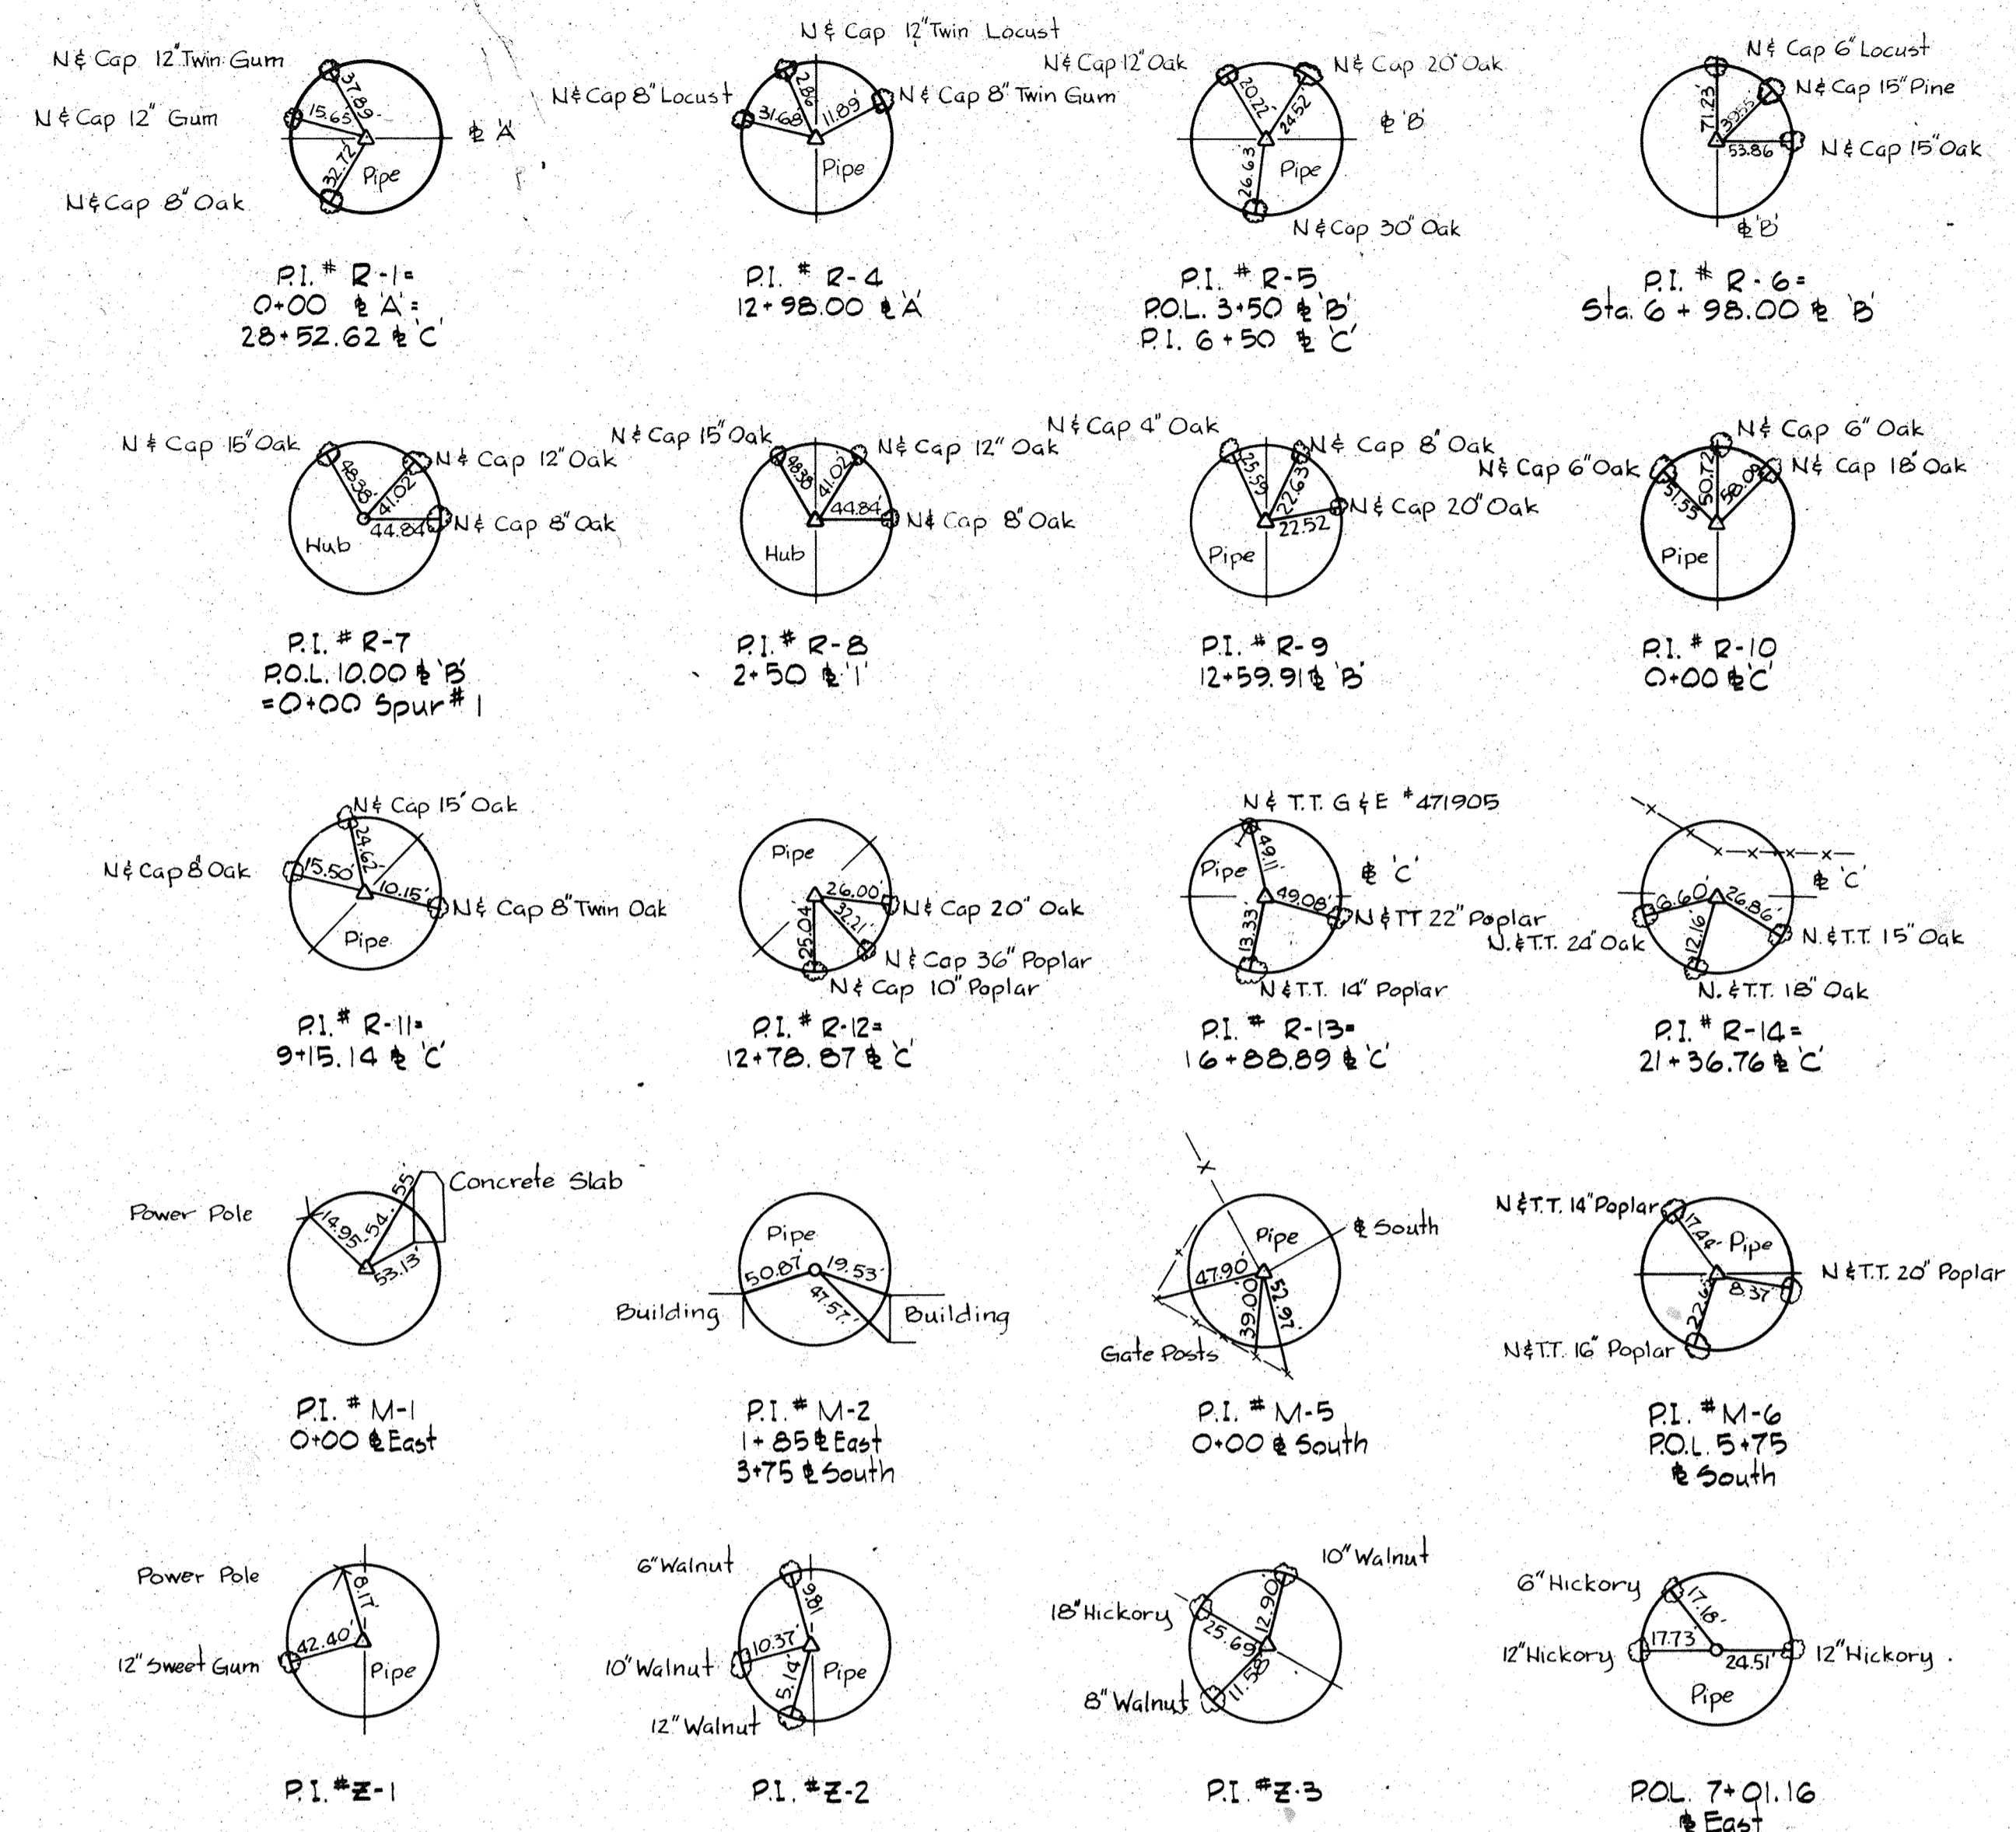 N & Cap 12" Twin Gum
37.89'
15.65'
N & Cap 12" Gum
℄ 'A'
32.72'
Pipe
N & Cap 8" Oak
P.I. # R-1=
0+00 ℄ 'A' =
28+52.62 ℄ 'C'
N & Cap 12" Twin Locust
N & Cap 8" Locust
31.68'
11.89'
N & Cap 8" Twin Gum
Pipe
P.I. # R-4
12+98.00 ℄ 'A'
N & Cap 12" Oak
N & Cap 20" Oak
20.22'
24.52'
℄ 'B'
26.63
Pipe
N & Cap 30" Oak
P.I. # R-5
P.O.L. 3+50 ℄ 'B'
P.I. 6+50 ℄ 'C'
N & Cap 6" Locust
N & Cap 15" Pine
71.23'
39.55'
53.86
N & Cap 15" Oak
℄ 'B'
P.I. # R-6=
Sta. 6+98.00 ℄ 'B'
N & Cap 15" Oak
48.38'
41.02'
N & Cap 12" Oak
44.84'
N & Cap 8" Oak
Hub
P.I. # R-7
P.O.L. 10.00 ℄ 'B'
=0+00 Spur # 1
N & Cap 15" Oak
N & Cap 12" Oak
48.38'
41.02'
44.84'
N & Cap 8" Oak
Hub
P.I. # R-8
2+50 ℄ '1'
N & Cap 4" Oak
N & Cap 8" Oak
25.59
22.63'
N & Cap 20" Oak
22.52
Pipe
P.I. # R-9
12+59.91 ℄ 'B'
N & Cap 6" Oak
N & Cap 6" Oak
N & Cap 18" Oak
50.72'
51.55'
Pipe
P.I. # R-10
0+00 ℄ 'C'
N & Cap 15" Oak
24.62'
N & Cap 8" Oak
15.50'
10.15'
N & Cap 8" Twin Oak
Pipe
P.I. # R-11=
9+15.14 ℄ 'C'
Pipe
26.00'
N & Cap 20" Oak
25.04'
32.21'
N & Cap 36" Poplar
N & Cap 10" Poplar
P.I. # R-12=
12+78.87 ℄ 'C'
N & T.T. G & E #471905
49.11'
Pipe
℄ 'C'
49.08'
N & TT 22" Poplar
13.33'
N & T.T. 14" Poplar
P.I. # R-13=
16+88.89 ℄ 'C'
℄ 'C'
6.60'
26.86'
N. & T.T. 24" Oak
12.16'
N. & T.T. 15" Oak
N. & T.T. 18" Oak
P.I. # R-14=
21+36.76 ℄ 'C'
Concrete Slab
Power Pole
14.95
54.55
53.13'
P.I. # M-1
0+00 ℄ East
Pipe
50.87'
19.53'
47.57'
Building
Building
P.I. # M-2
1+85 ℄ East
3+75 ℄ South
Pipe
℄ South
47.90'
39.00'
52.97'
Gate Posts
P.I. # M-5
0+00 ℄ South
N & T.T. 14" Poplar
17.44
Pipe
N & T.T. 20" Poplar
8.37'
N & T.T. 16" Poplar
P.I. # M-6
P.O.L. 5+75
℄ South
Power Pole
8.17'
42.40'
12" Sweet Gum
Pipe
P.I. # Z-1
6" Walnut
9.81
10.37'
10" Walnut
5.14'
Pipe
12" Walnut
P.I. # Z-2
10" Walnut
18" Hickory
12.90'
25.69
11.58'
8" Walnut
P.I. # Z-3
6" Hickory
17.18'
12" Hickory
17.73'
24.51'
12" Hickory
Pipe
P.O.L. 7+01.16
℄ East